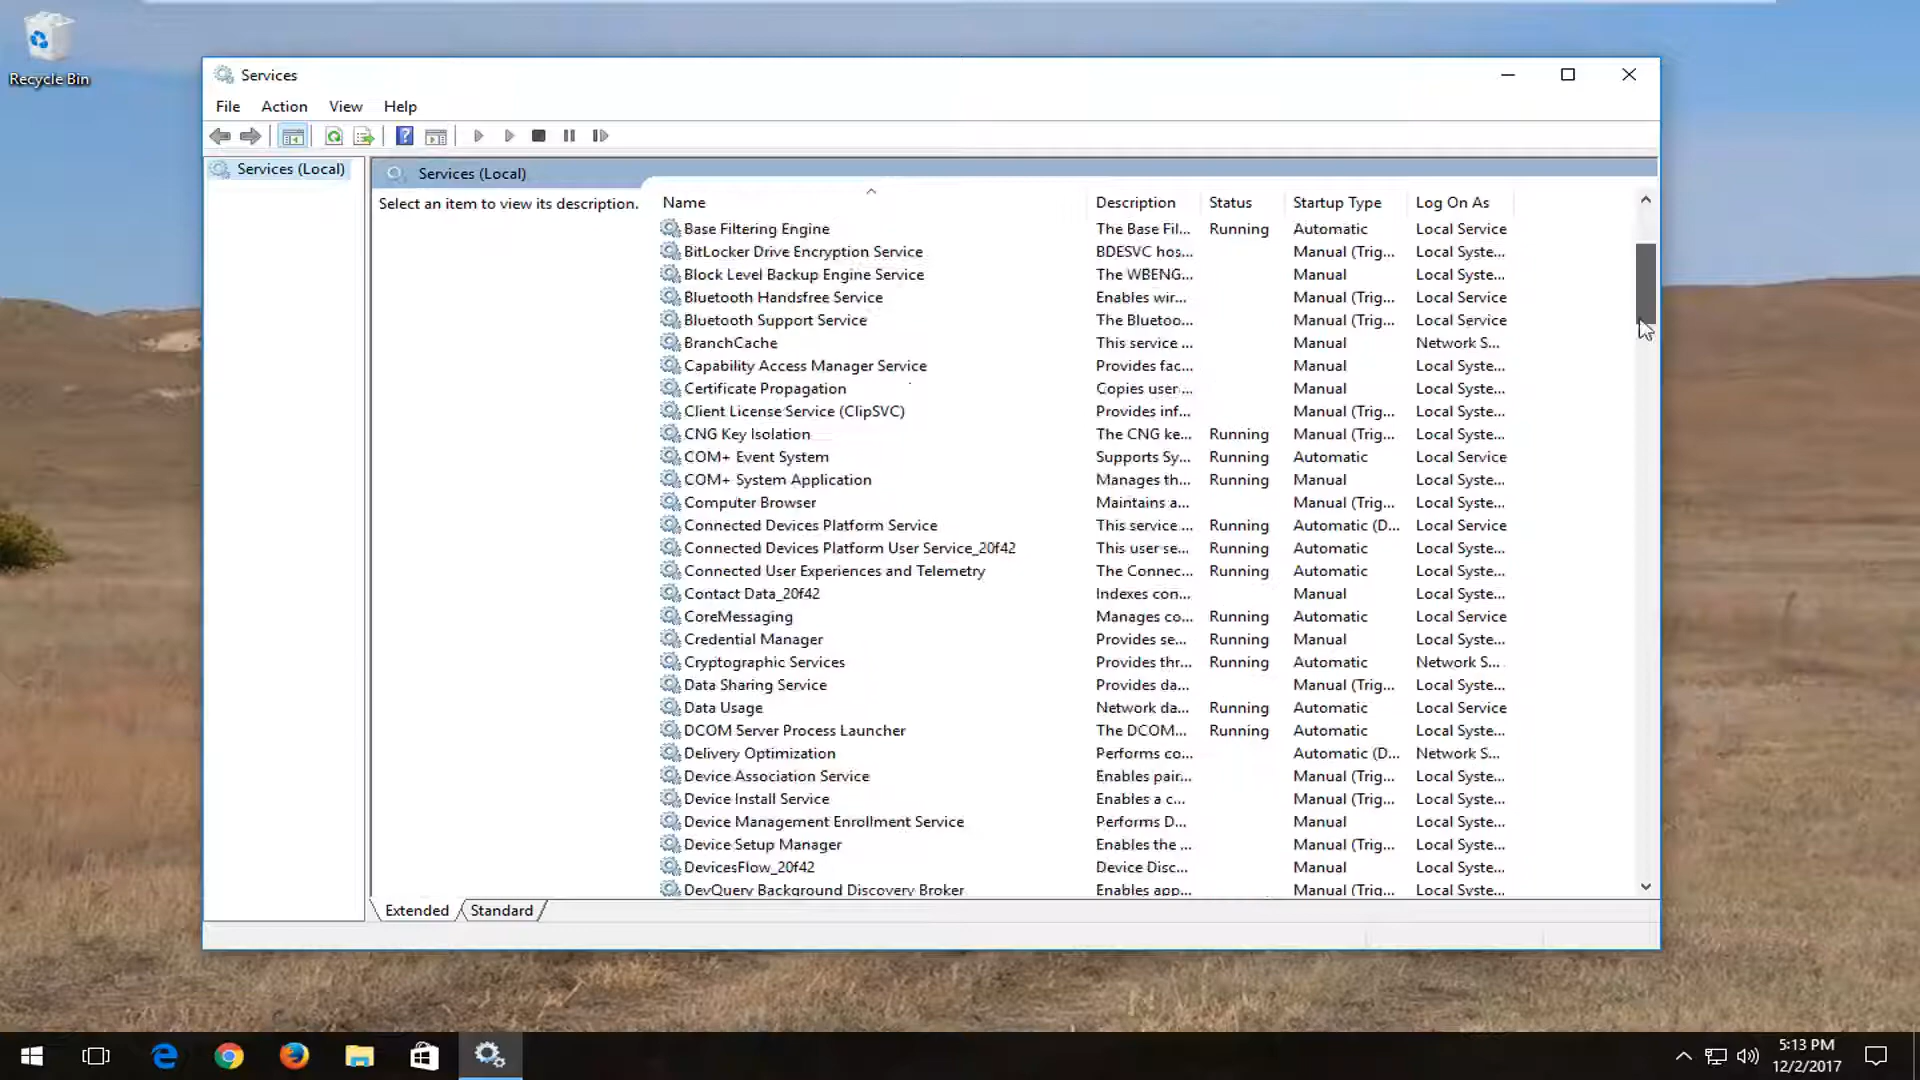 Recycle Bin
Services
File Action View Help
Services (Local)
Services (Local)
Select an item to view its description.
Name Description Status Startup Type Log On As
Base Filtering Engine The Base Fil... Running Automatic Local Service
BitLocker Drive Encryption Service BDESVC hos... Manual (Trig... Local Syste...
Block Level Backup Engine Service The WBENG... Manual Local Syste...
Bluetooth Handsfree Service Enables wir... Manual (Trig... Local Service
Bluetooth Support Service The Bluetoo... Manual (Trig... Local Service
BranchCache This service ... Manual Network S...
Capability Access Manager Service Provides fac... Manual Local Syste...
Certificate Propagation Copies user ... Manual Local Syste...
Client License Service (ClipSVC) Provides inf... Manual (Trig... Local Syste...
CNG Key Isolation The CNG ke... Running Manual (Trig... Local Syste...
COM+ Event System Supports Sy... Running Automatic Local Service
COM+ System Application Manages th... Running Manual Local Syste...
Computer Browser Maintains a... Manual (Trig... Local Syste...
Connected Devices Platform Service This service ... Running Automatic (D... Local Service
Connected Devices Platform User Service_20f42 This user se... Running Automatic Local Syste...
Connected User Experiences and Telemetry The Connec... Running Automatic Local Syste...
Contact Data_20f42 Indexes con... Manual Local Syste...
CoreMessaging Manages co... Running Automatic Local Service
Credential Manager Provides se... Running Manual Local Syste...
Cryptographic Services Provides thr... Running Automatic Network S...
Data Sharing Service Provides da... Manual (Trig... Local Syste...
Data Usage Network da... Running Automatic Local Service
DCOM Server Process Launcher The DCOM... Running Automatic Local Syste...
Delivery Optimization Performs co... Automatic (D... Network S...
Device Association Service Enables pair... Manual (Trig... Local Syste...
Device Install Service Enables a c... Manual (Trig... Local Syste...
Device Management Enrollment Service Performs D... Manual Local Syste...
Device Setup Manager Enables the ... Manual (Trig... Local Syste...
DevicesFlow_20f42 Device Disc... Manual Local Syste...
DevQuery Background Discovery Broker Enables app... Manual (Trig... Local Syste...
Extended Standard
5:13 PM
12/2/2017